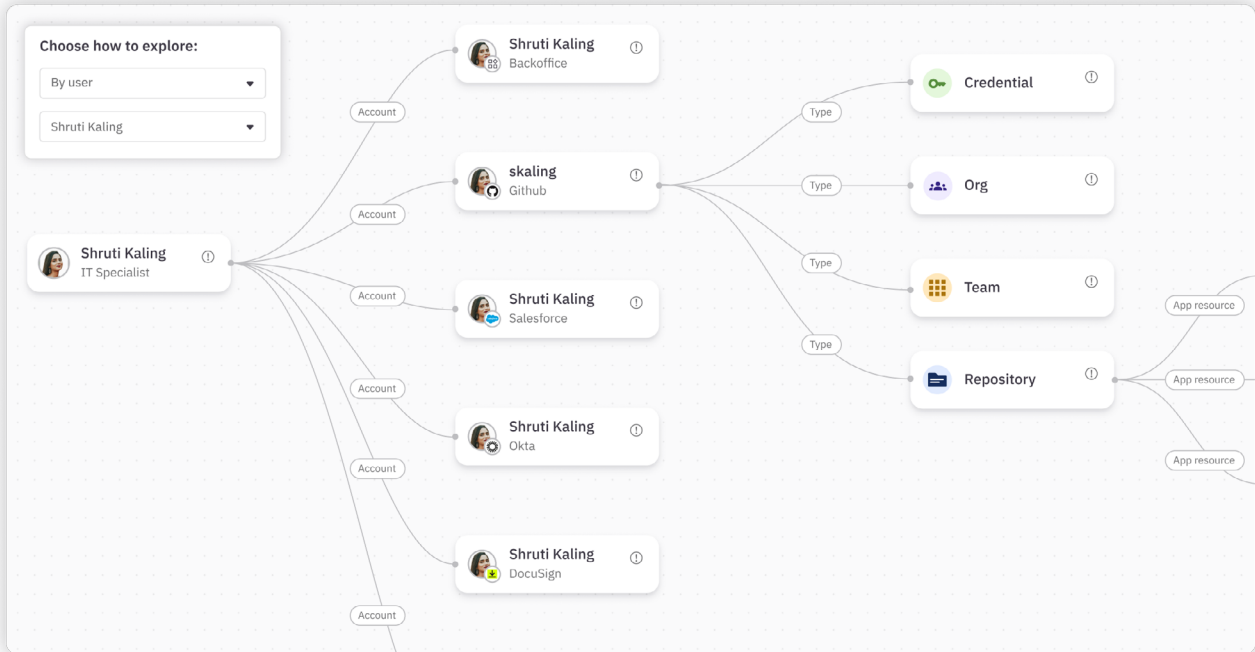 Choose how to explore:
By user
Shruti Kaling
Shruti Kaling
IT Specialist
Account
Account
Account
Account
Account
Account
Shruti Kaling
Backoffice
skaling
Github
Shruti Kaling
Salesforce
Shruti Kaling
Okta
Shruti Kaling
DocuSign
Type
Type
Type
Type
Credential
Org
Team
Repository
App resource
App resource
App resource